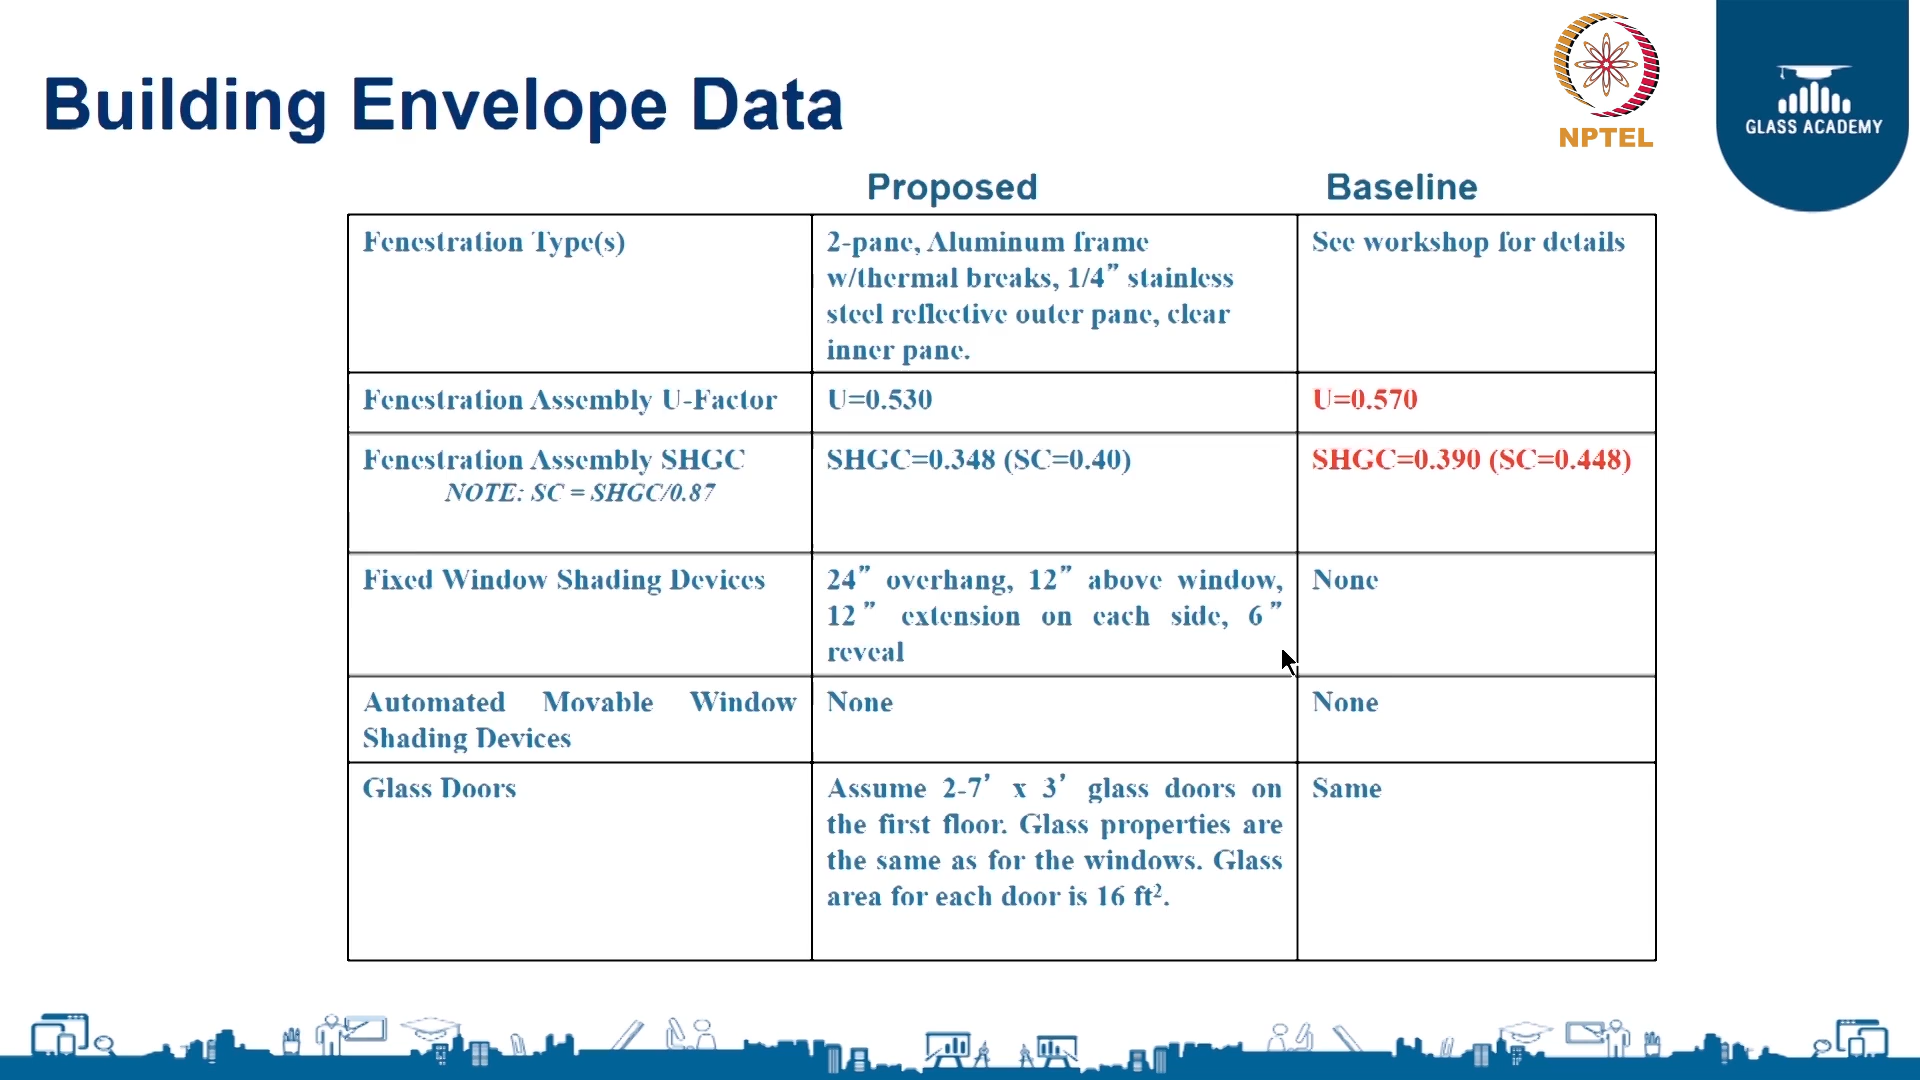 Building Envelope Data
NPTEL
GLASS ACADEMY
Proposed
Baseline
Fenestration Type(s)
2-pane, Aluminum frame
w/thermal breaks, 1/4” stainless
steel reflective outer pane, clear
inner pane.
See workshop for details
Fenestration Assembly U-Factor
U=0.530
U=0.570
Fenestration Assembly SHGC
NOTE: SC = SHGC/0.87
SHGC=0.348 (SC=0.40)
SHGC=0.390 (SC=0.448)
Fixed Window Shading Devices
24” overhang, 12” above window,
12” extension on each side, 6”
reveal
None
Automated Movable Window
Shading Devices
None
None
Glass Doors
Assume 2-7’ x 3’ glass doors on
the first floor. Glass properties are
the same as for the windows. Glass
area for each door is 16 ft².
Same